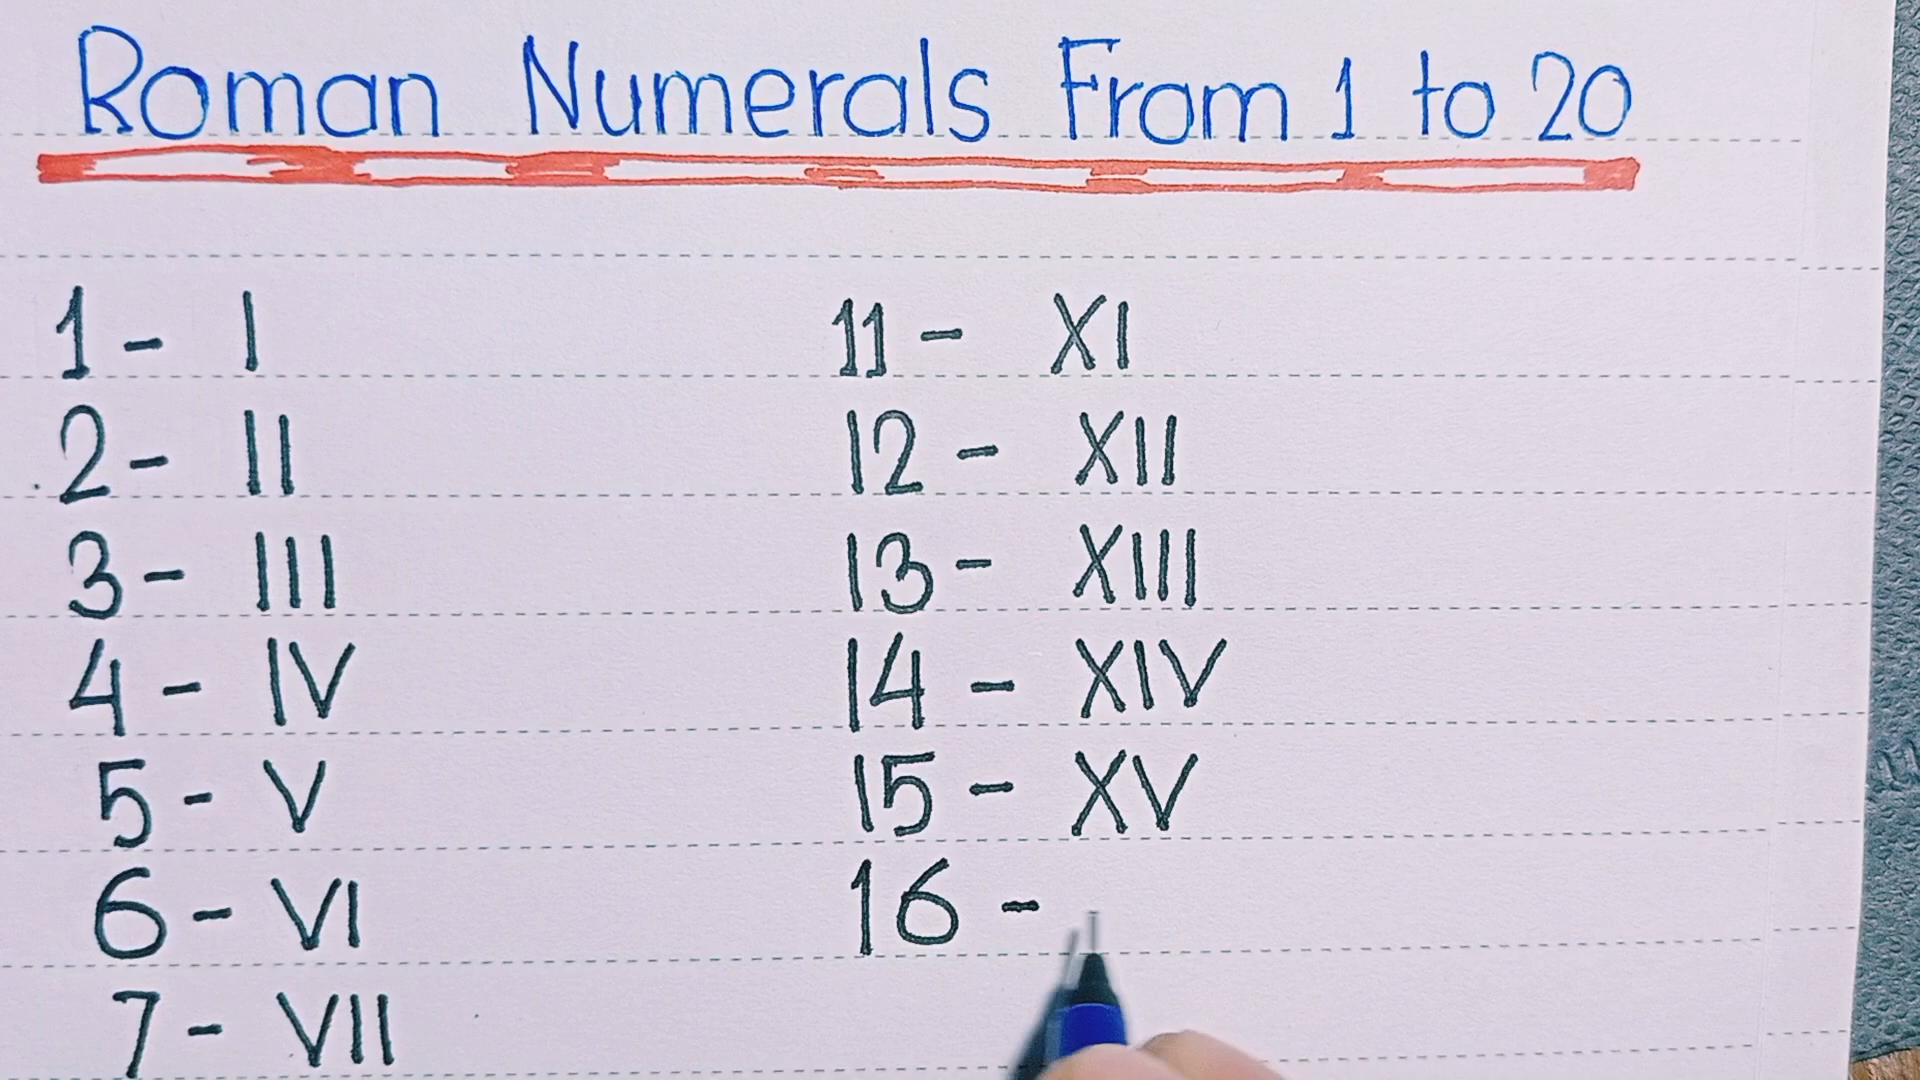 Roman Numerals From 1 to 20
1 - I
2 - II
3 - III
4 - IV
5 - V
6 - VI
7 - VII
11 - XI
12 - XII
13 - XIII
14 - XIV
15 - XV
16 -